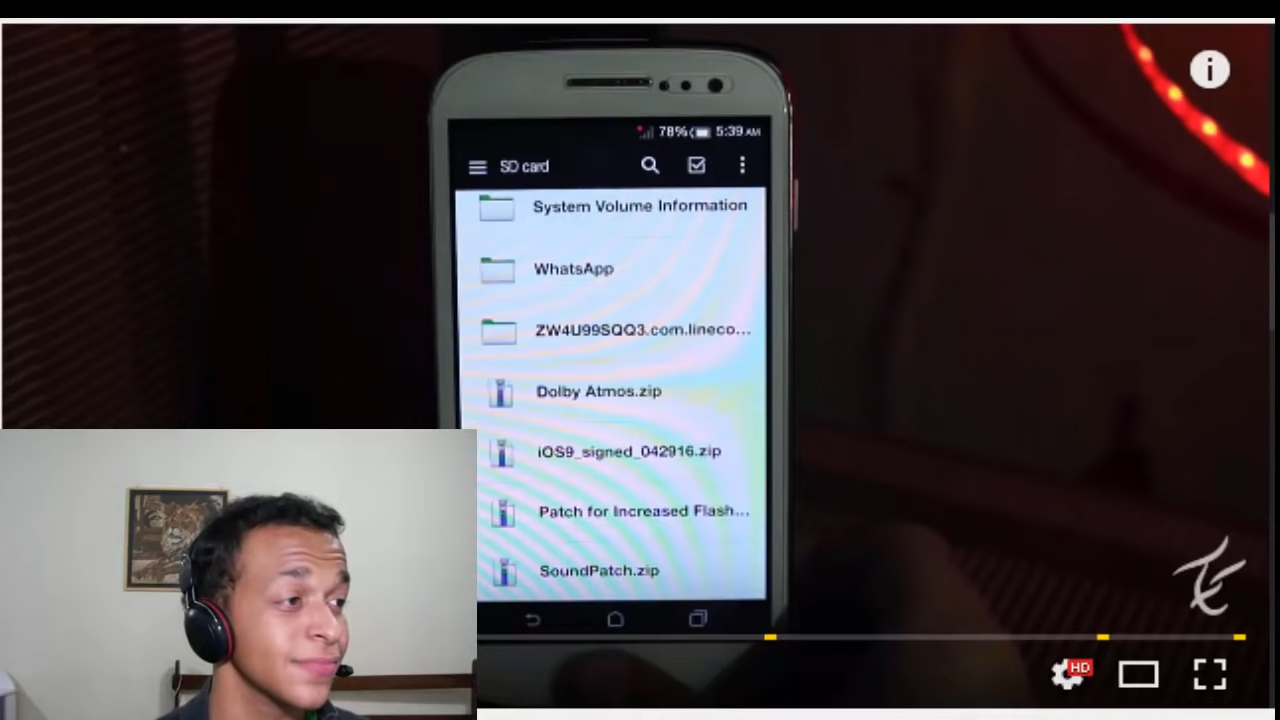 78% 5:39 AM
SD card
System Volume Information
WhatsApp
ZW4U99SQQ3.com.lineco...
Dolby Atmos.zip
iOS9_signed_042916.zip
Patch for Increased Flash...
SoundPatch.zip
HD